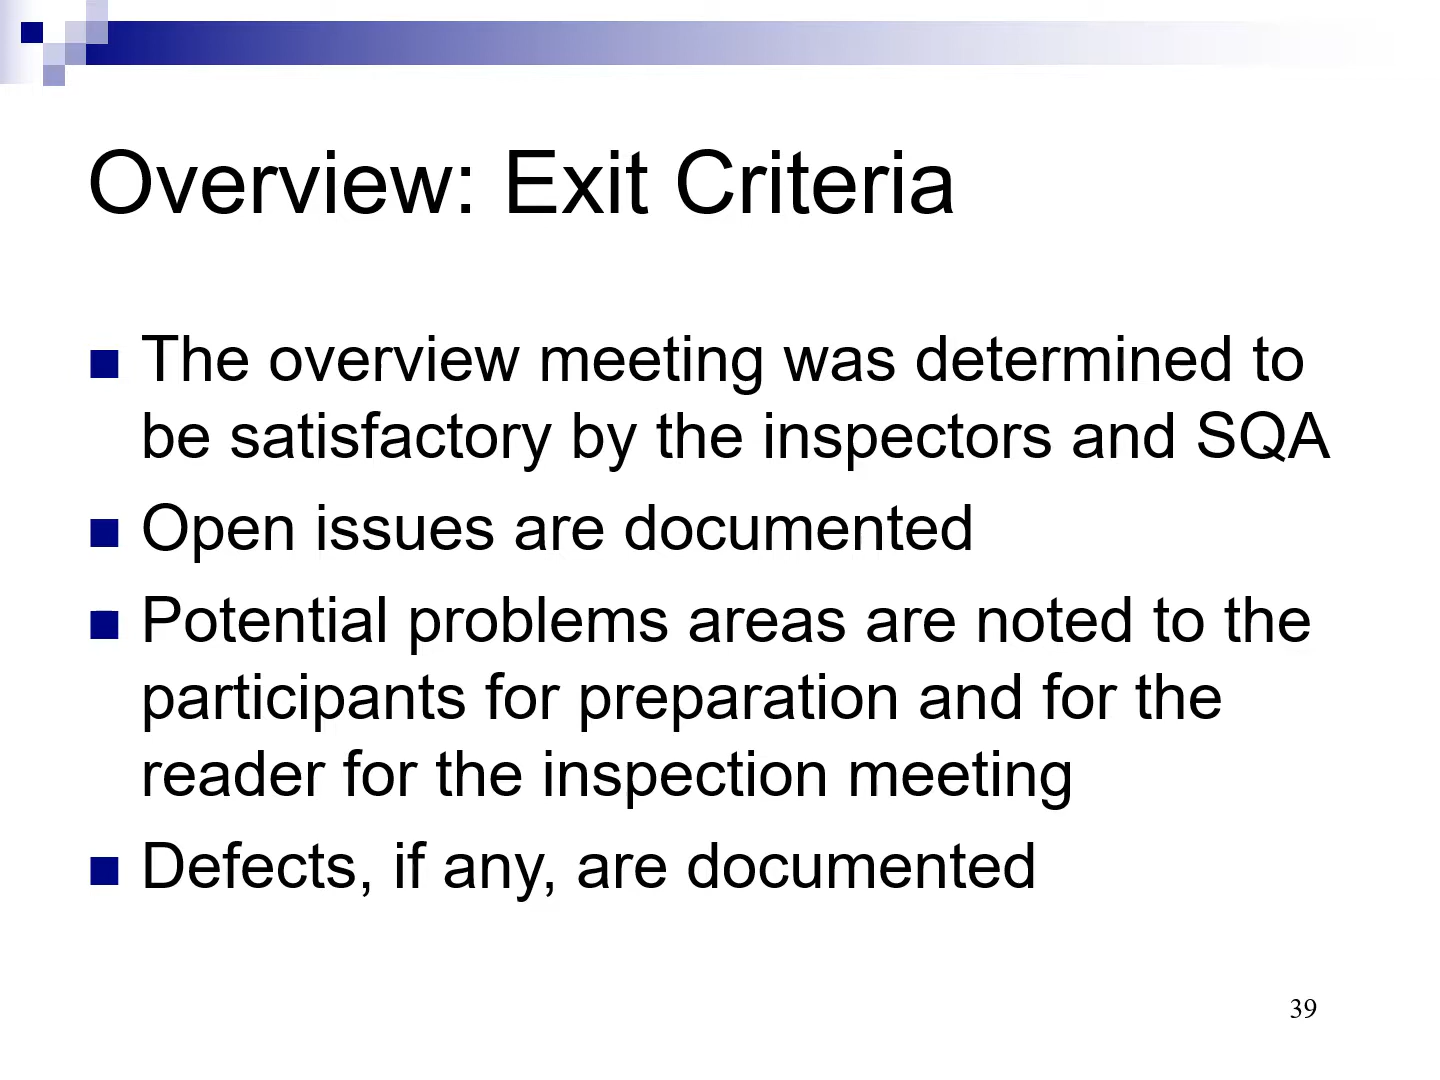 Overview: Exit Criteria
The overview meeting was determined to
be satisfactory by the inspectors and SQA
Open issues are documented
Potential problems areas are noted to the
participants for preparation and for the
reader for the inspection meeting
Defects, if any, are documented
39